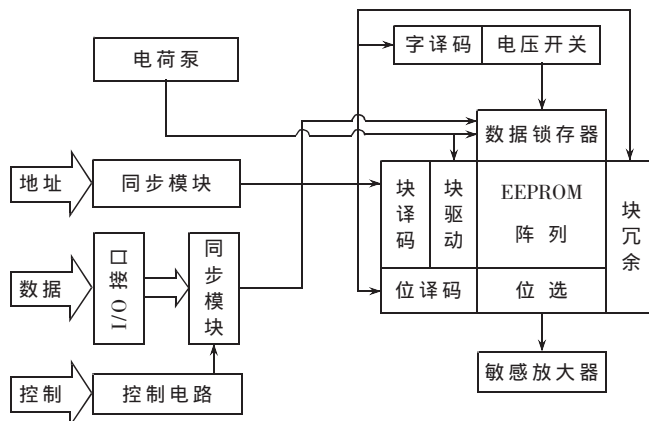 电荷泵
字译码
电压开关
数据锁存器
地址
同步模块
块译码
块驱动
EEPROM
阵列
块冗余
数据
I/O 接口
同步模块
位译码
位选
控制
控制电路
敏感放大器